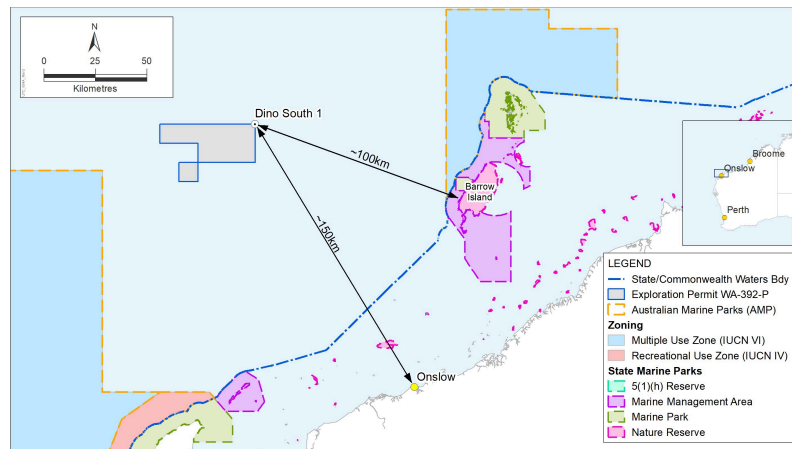 N
0 25 50
Kilometres
Dino South 1
~100km
~150km
Barrow
Island
Onslow
Broome
Onslow
Perth
LEGEND
State/Commonwealth Waters Bdy
Exploration Permit WA-392-P
Australian Marine Parks (AMP)
Zoning
Multiple Use Zone (IUCN VI)
Recreational Use Zone (IUCN IV)
State Marine Parks
5(1)(h) Reserve
Marine Management Area
Marine Park
Nature Reserve